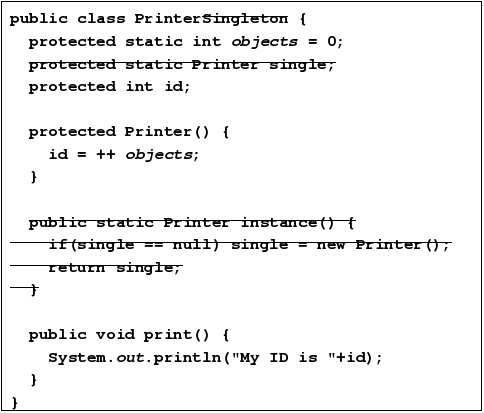 public class PrinterSingleton {
protected static int objects = 0;
protected static Printer single;
protected int id;
protected Printer() {
id = ++ objects;
}
public static Printer instance() {
if(single == null) single = new Printer();
return single;
}
public void print() {
System.out.println("My ID is "+id);
}
}